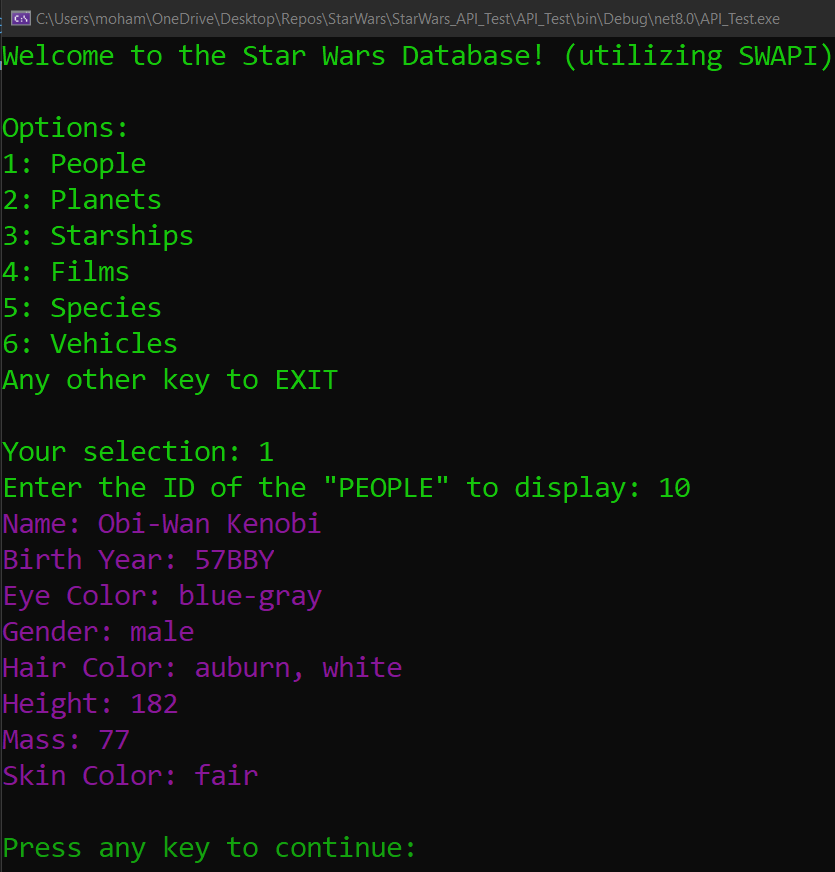 C:\Users\moham\OneDrive\Desktop\Repos\StarWars\StarWars_API_Test\API_Test\bin\Debug\net8.0\API_Test.exe
Welcome to the Star Wars Database! (utilizing SWAPI)
Options:
1: People
2: Planets
3: Starships
4: Films
5: Species
6: Vehicles
Any other key to EXIT
Your selection: 1
Enter the ID of the "PEOPLE" to display: 10
Name: Obi-Wan Kenobi
Birth Year: 57BBY
Eye Color: blue-gray
Gender: male
Hair Color: auburn, white
Height: 182
Mass: 77
Skin Color: fair
Press any key to continue: